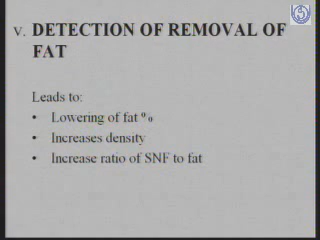 v. DETECTION OF REMOVAL OF
FAT
Leads to:
• Lowering of fat %
• Increases density
• Increase ratio of SNF to fat